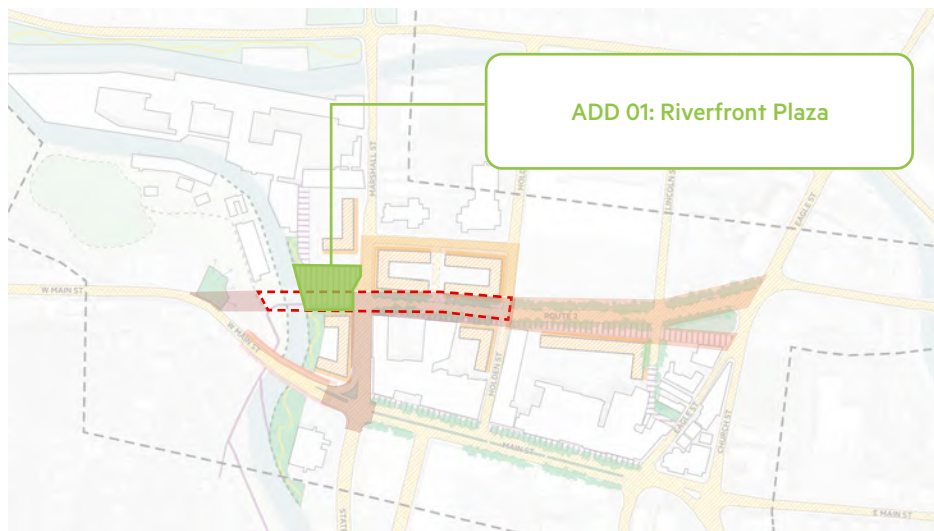 ADD 01: Riverfront Plaza
MARSHALL ST
EAGLE ST
W MAIN ST
ROUTE 2
W MAIN ST
HOLDEN ST
EAGLE ST
CHURCH ST
MAIN ST
E MAIN ST